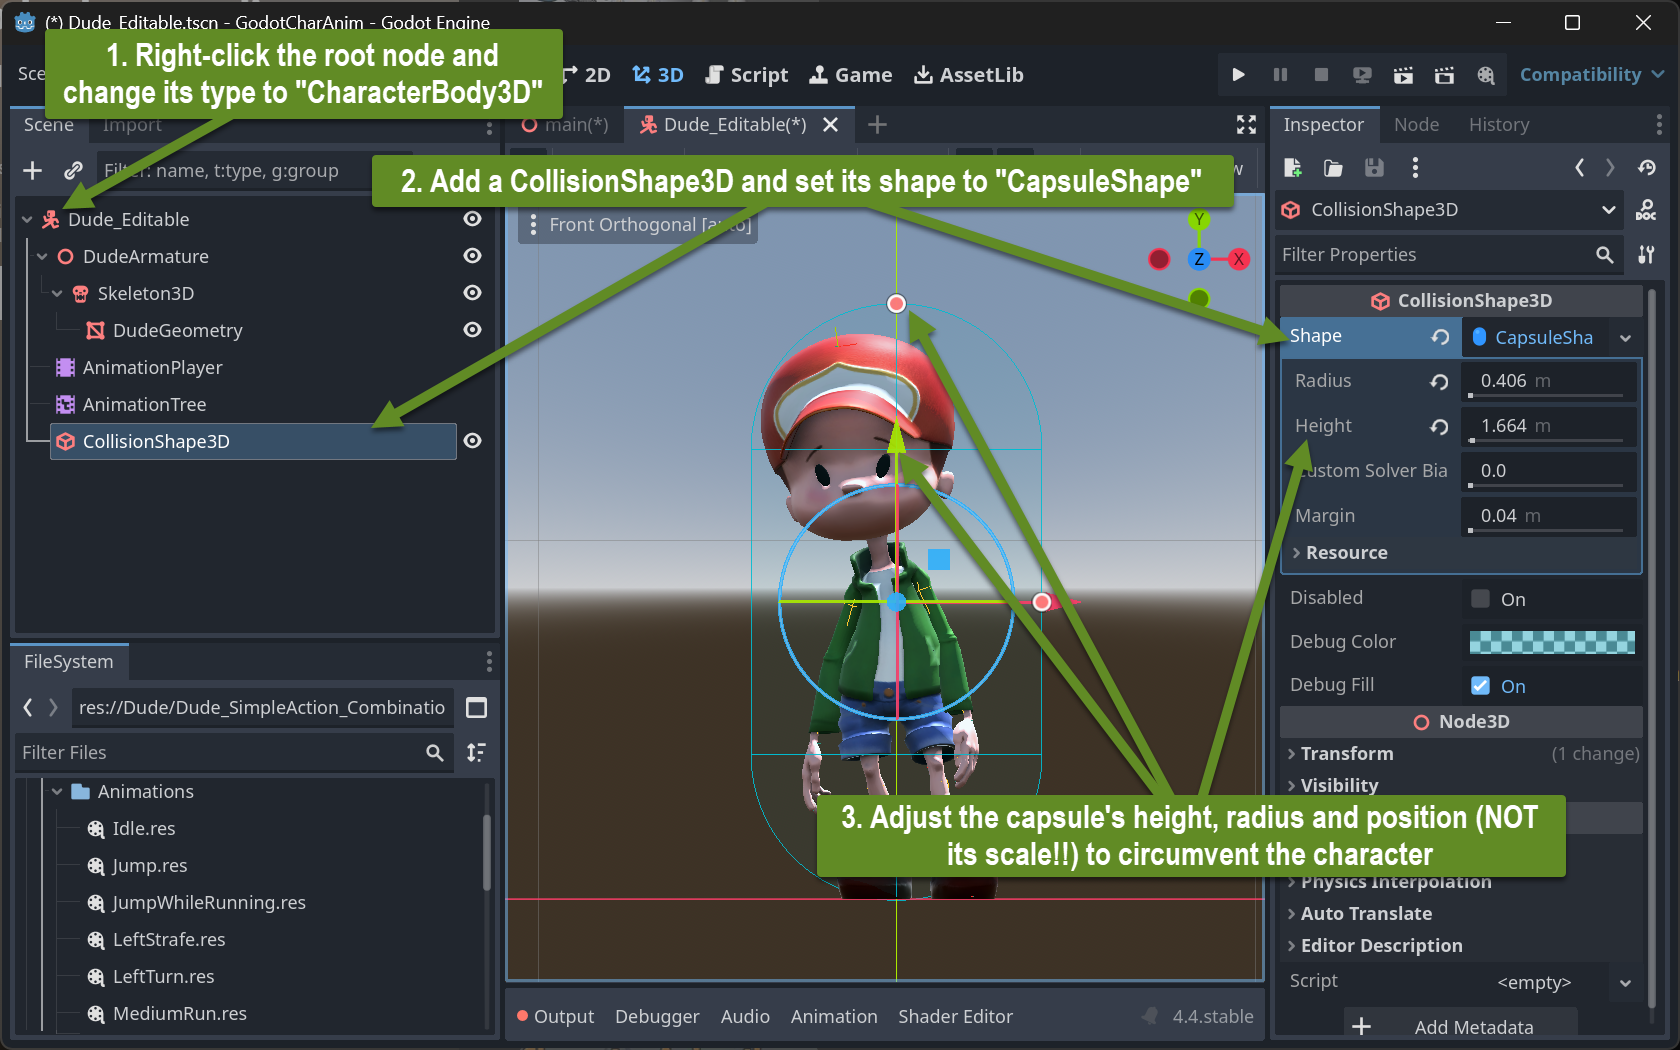 (*) Dude_Editable.tscn - GodotCharAnim - Godot Engine
1. Right-click the root node and
change its type to "CharacterBody3D"
2D
3D
Script
Game
AssetLib
Compatibility
Scene
Import
main(*)
Dude_Editable(*)
Inspector
Node
History
Filter: name, t:type, g:group
2. Add a CollisionShape3D and set its shape to "CapsuleShape"
Dude_Editable
DudeArmature
Skeleton3D
DudeGeometry
AnimationPlayer
AnimationTree
CollisionShape3D
Front Orthogonal [auto]
Y
Z
X
CollisionShape3D
DOC
Filter Properties
CollisionShape3D
Shape
CapsuleSha
Radius
0.406 m
Height
1.664 m
Custom Solver Bia
0.0
Margin
0.04 m
Resource
Disabled
On
Debug Color
Debug Fill
On
Node3D
Transform
(1 change)
Visibility
3. Adjust the capsule's height, radius and position (NOT
its scale!!) to circumvent the character
Physics Interpolation
Auto Translate
Editor Description
Script
<empty>
Add Metadata
FileSystem
res://Dude/Dude_SimpleAction_Combinatio
Filter Files
Animations
Idle.res
Jump.res
JumpWhileRunning.res
LeftStrafe.res
LeftTurn.res
MediumRun.res
Output
Debugger
Audio
Animation
Shader Editor
4.4.stable